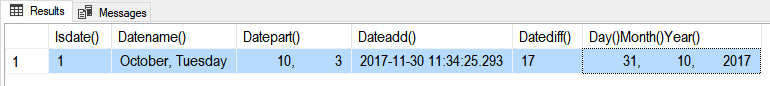 Results Messages
Isdate() Datename() Datepart() Dateadd() Datediff() Day()Month()Year()
1 1 October, Tuesday 10, 3 2017-11-30 11:34:25.293 17 31, 10, 2017